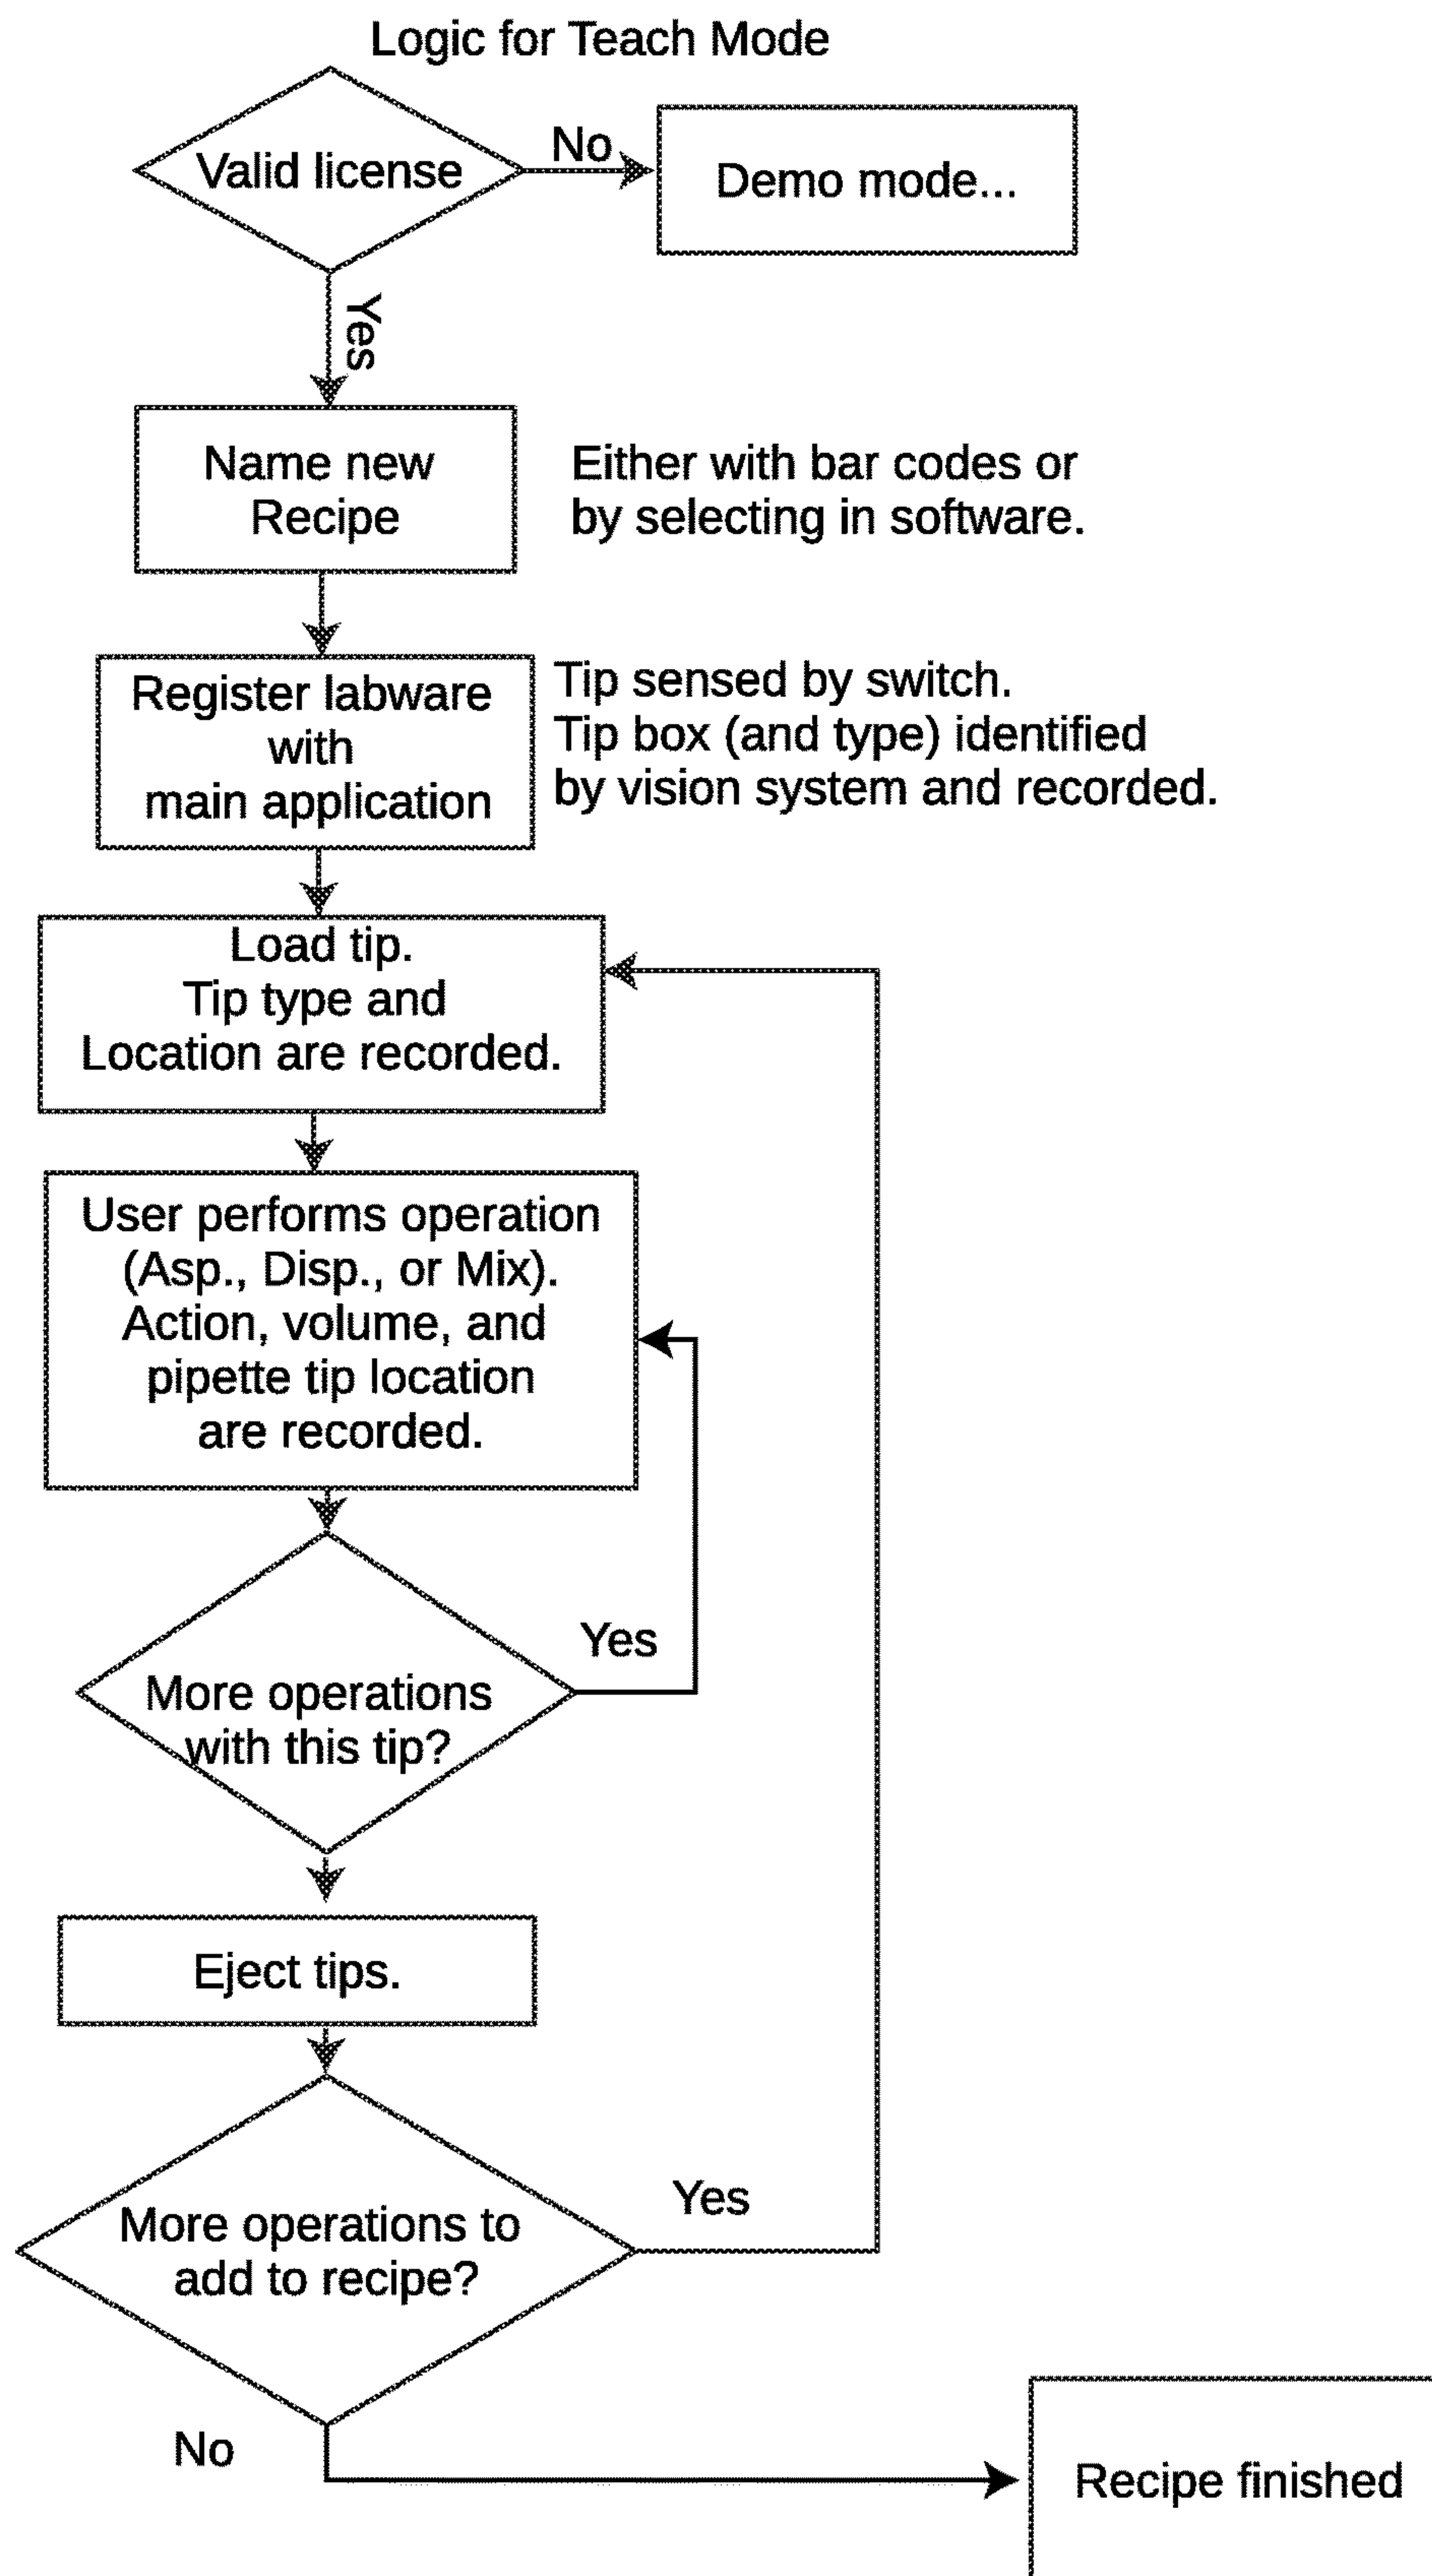 Logic for Teach Mode
Valid license
No
Demo mode...
Yes
Name new
Recipe
Either with bar codes or
by selecting in software.
Register labware
with
main application
Tip sensed by switch.
Tip box (and type) identified
by vision system and recorded.
Load tip.
Tip type and
Location are recorded.
User performs operation
(Asp., Disp., or Mix).
Action, volume, and
pipette tip location
are recorded.
More operations
with this tip?
Yes
Eject tips.
More operations to
add to recipe?
Yes
No
Recipe finished